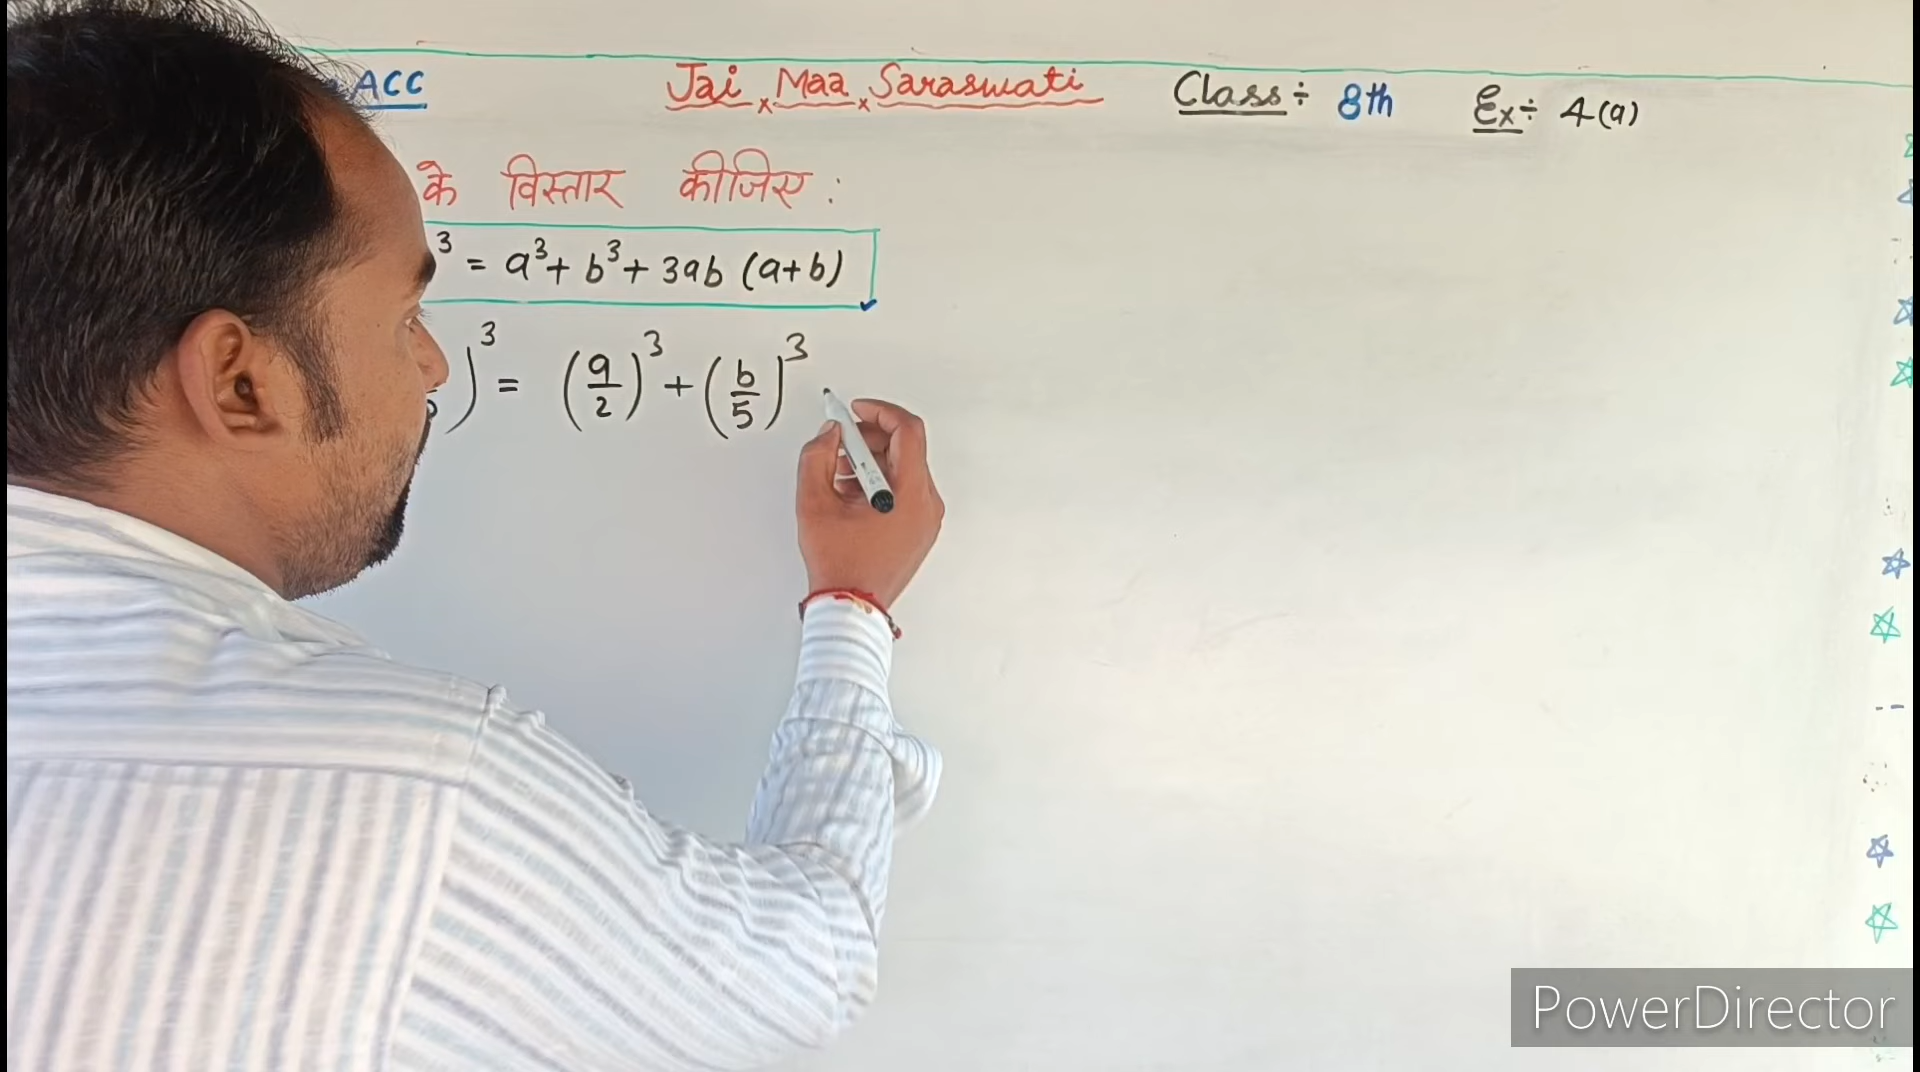 ACC Jai × Maa × Saraswati Class ÷ 8th Ex ÷ 4(a)
के विस्तार कीजिए :
³ = a³ + b³ + 3ab (a+b)
)³ = (a/2)³ + (b/5)³
PowerDirector